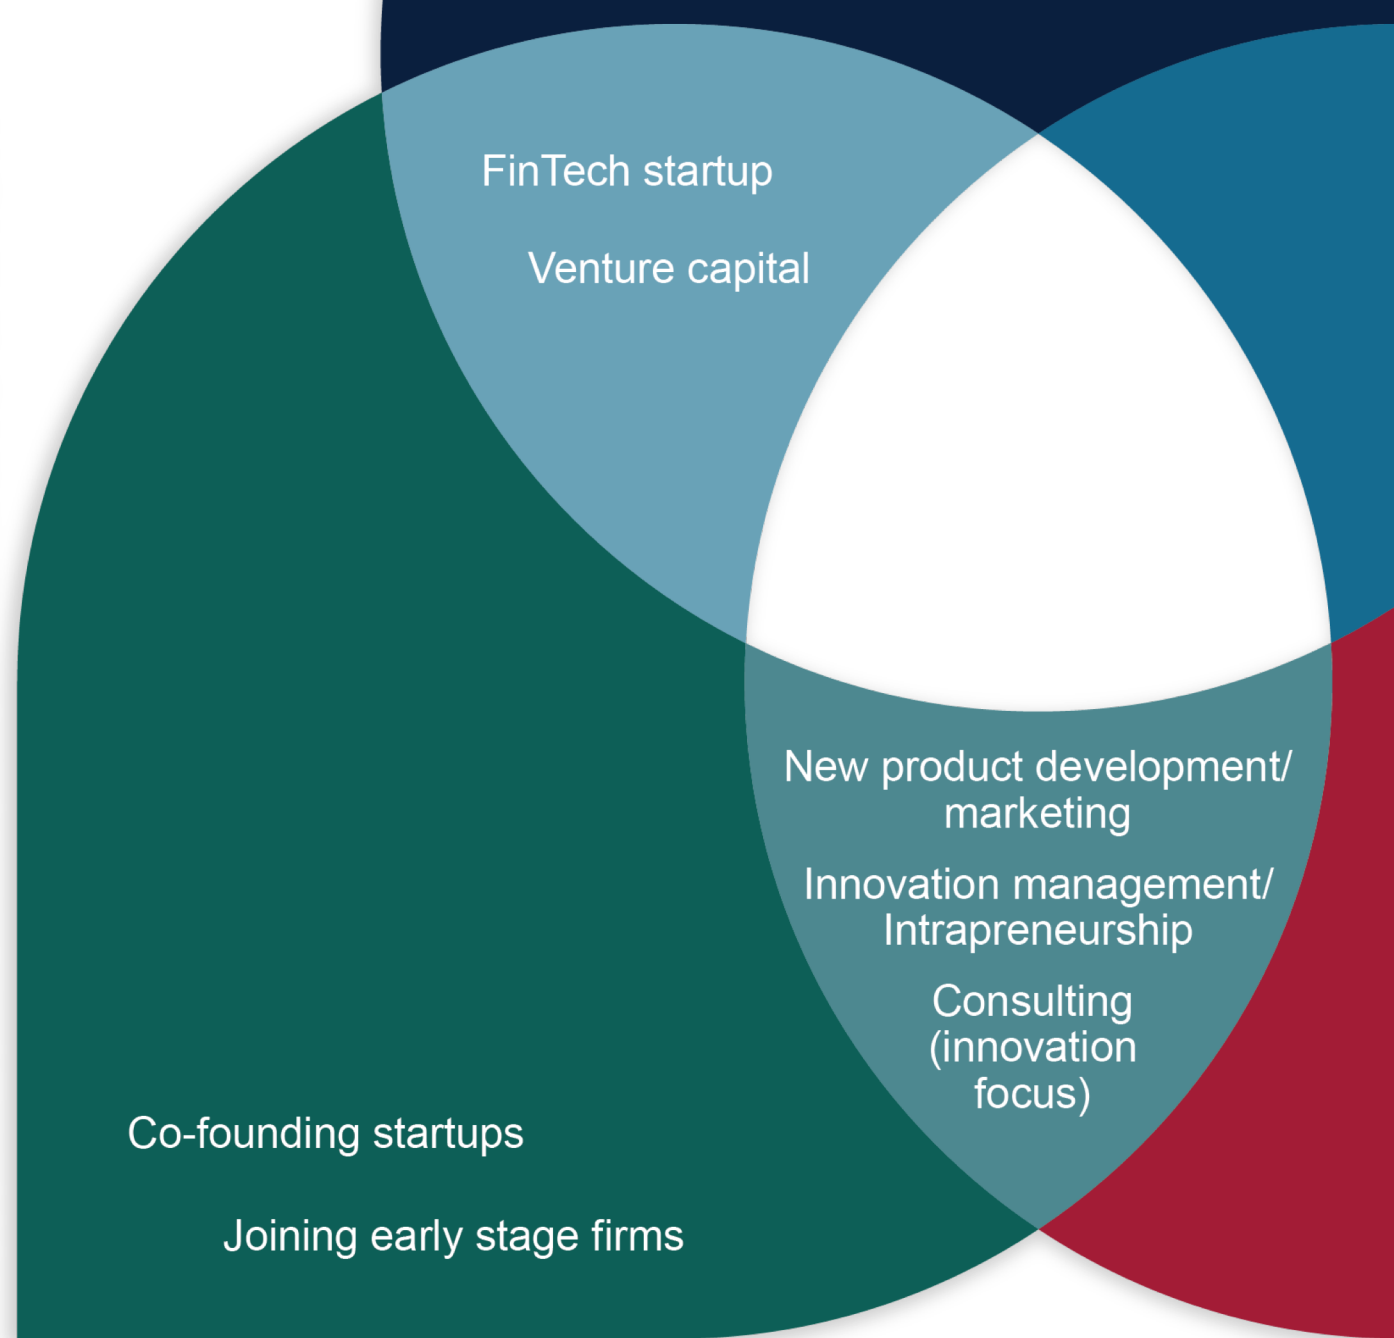 FinTech startup
Venture capital
New product development/
marketing
Innovation management/
Intrapreneurship
Consulting
(innovation
focus)
Co-founding startups
Joining early stage firms